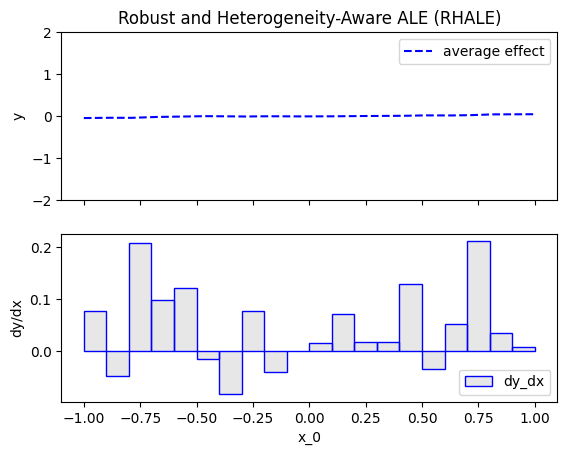 Robust and Heterogeneity-Aware ALE (RHALE)
2
1
0
−1
−2
y
average effect
0.2
0.1
0.0
dy/dx
dy_dx
−1.00 −0.75 −0.50 −0.25 0.00 0.25 0.50 0.75 1.00
x_0